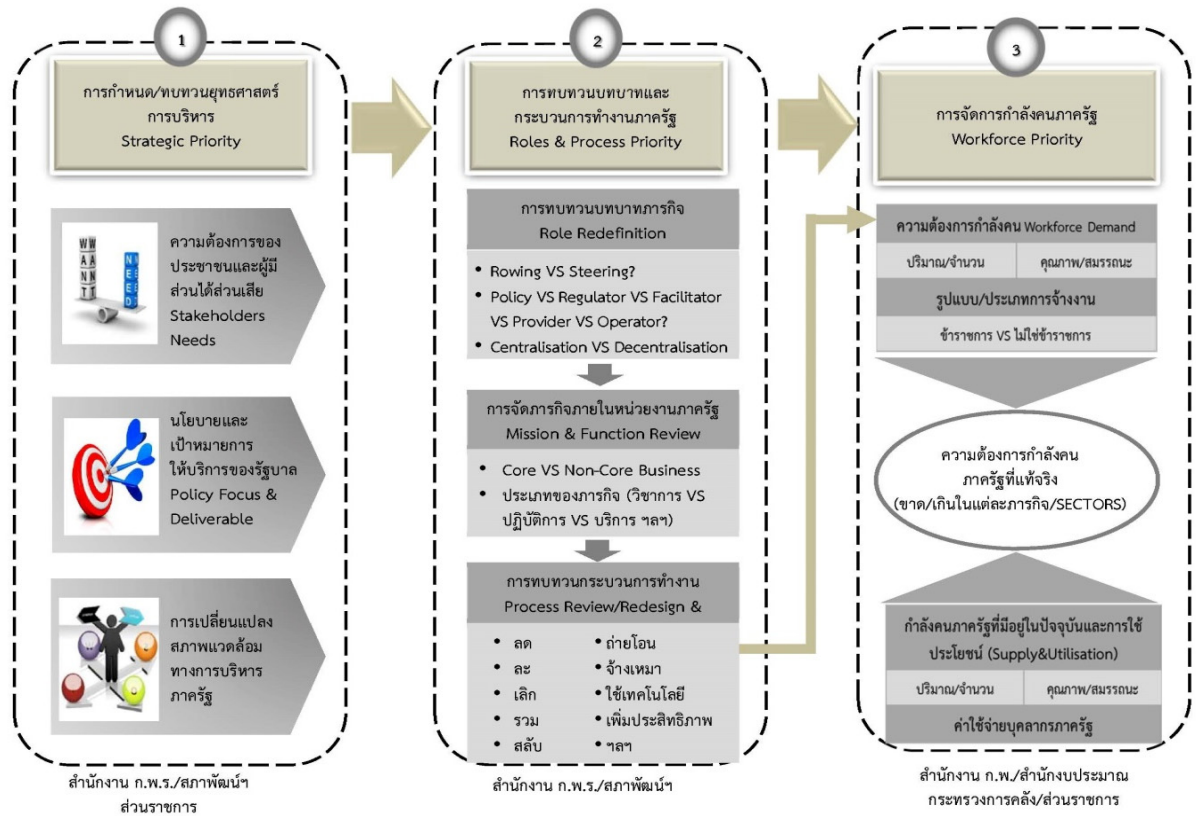 1
การกำหนด/ทบทวนยุทธศาสตร์
การบริหาร
Strategic Priority
WANT
WANT
NEED
ความต้องการของ
ประชาชนและผู้มี
ส่วนได้ส่วนเสีย
Stakeholders
Needs
นโยบายและ
เป้าหมายการ
ให้บริการของรัฐบาล
Policy Focus &
Deliverable
การเปลี่ยนแปลง
สภาพแวดล้อม
ทางการบริหาร
ภาครัฐ
สำนักงาน ก.พ.ร./สภาพัฒน์ฯ
ส่วนราชการ
2
การทบทวนบทบาทและ
กระบวนการทำงานภาครัฐ
Roles & Process Priority
การทบทวนบทบาทภารกิจ
Role Redefinition
• Rowing VS Steering?
• Policy VS Regulator VS Facilitator
VS Provider VS Operator?
• Centralisation VS Decentralisation
การจัดภารกิจภายในหน่วยงานภาครัฐ
Mission & Function Review
• Core VS Non-Core Business
• ประเภทของภารกิจ (วิชาการ VS
ปฏิบัติการ VS บริการ ฯลฯ)
การทบทวนกระบวนการทำงาน
Process Review/Redesign &
• ลด • ถ่ายโอน
• ละ • จ้างเหมา
• เลิก • ใช้เทคโนโลยี
• รวม • เพิ่มประสิทธิภาพ
• สลับ • ฯลฯ
สำนักงาน ก.พ.ร./สภาพัฒน์ฯ
3
การจัดการกำลังคนภาครัฐ
Workforce Priority
ความต้องการกำลังคน Workforce Demand
ปริมาณ/จำนวน คุณภาพ/สมรรถนะ
รูปแบบ/ประเภทการจ้างงาน
ข้าราชการ VS ไม่ใช่ข้าราชการ
ความต้องการกำลังคน
ภาครัฐที่แท้จริง
(ขาด/เกินในแต่ละภารกิจ/SECTORS)
กำลังคนภาครัฐที่มีอยู่ในปัจจุบันและการใช้
ประโยชน์ (Supply&Utilisation)
ปริมาณ/จำนวน คุณภาพ/สมรรถนะ
ค่าใช้จ่ายบุคลากรภาครัฐ
สำนักงาน ก.พ./สำนักงบประมาณ
กระทรวงการคลัง/ส่วนราชการ